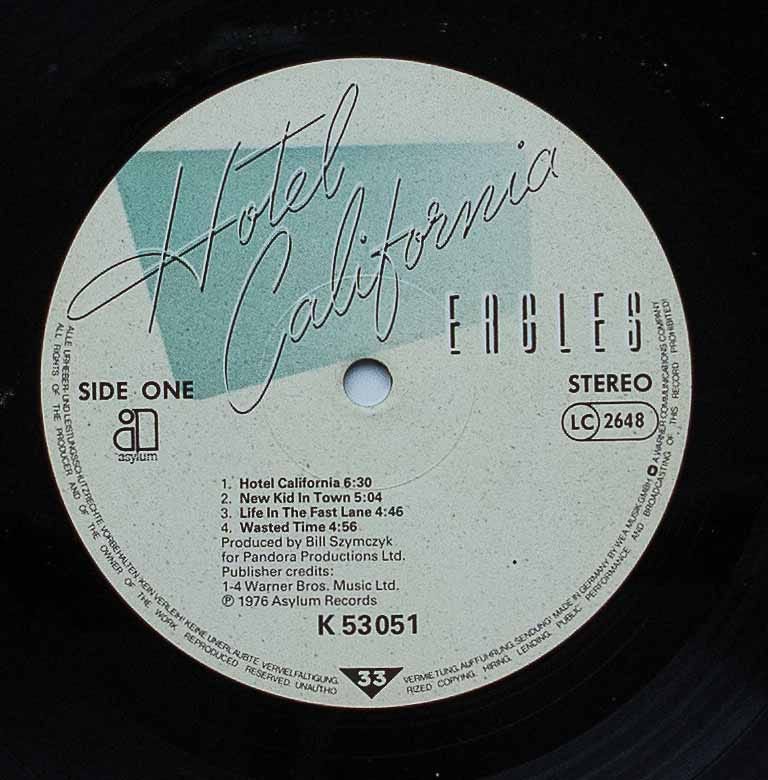 Hotel
California
EAGLES
SIDE ONE
STEREO
asylum
LC 2648
1. Hotel California 6:30
2. New Kid In Town 5:04
3. Life In The Fast Lane 4:46
4. Wasted Time 4:56
Produced by Bill Szymczyk
for Pandora Productions Ltd.
Publisher credits:
1-4 Warner Bros. Music Ltd.
℗ 1976 Asylum Records
K 53 051
33
ALLE URHEBER- UND LEISTUNGSSCHUTZRECHTE VORBEHALTEN. KEIN VERLEIH! KEINE UNERLAUBTE VERVIELFÄLTIGUNG, VERMIETUNG, AUFFÜHRUNG, SENDUNG! MADE IN GERMANY BY WEA MUSIK GMBH A WARNER COMMUNICATIONS COMPANY
ALL RIGHTS OF THE PRODUCER AND OF THE OWNER OF THE WORK REPRODUCED RESERVED. UNAUTHORIZED COPYING, HIRING, LENDING, PUBLIC PERFORMANCE AND BROADCASTING OF THIS RECORD PROHIBITED!